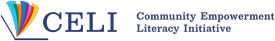 CELI
Community Empowerment
Literacy Initiative